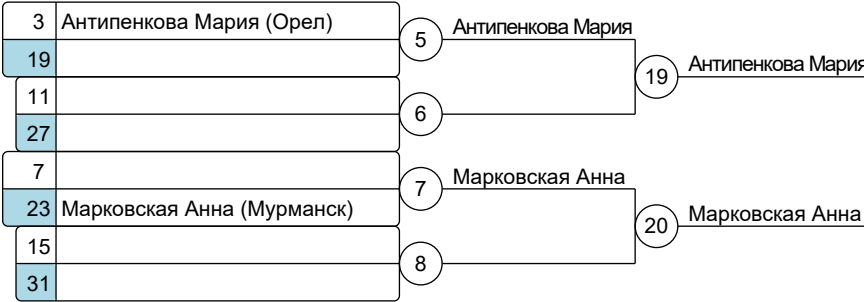 3 Антипенкова Мария (Орел)
5 Антипенкова Мария
19
19 Антипенкова Мария
11
6
27
7
7 Марковская Анна
23 Марковская Анна (Мурманск)
20 Марковская Анна
15
8
31